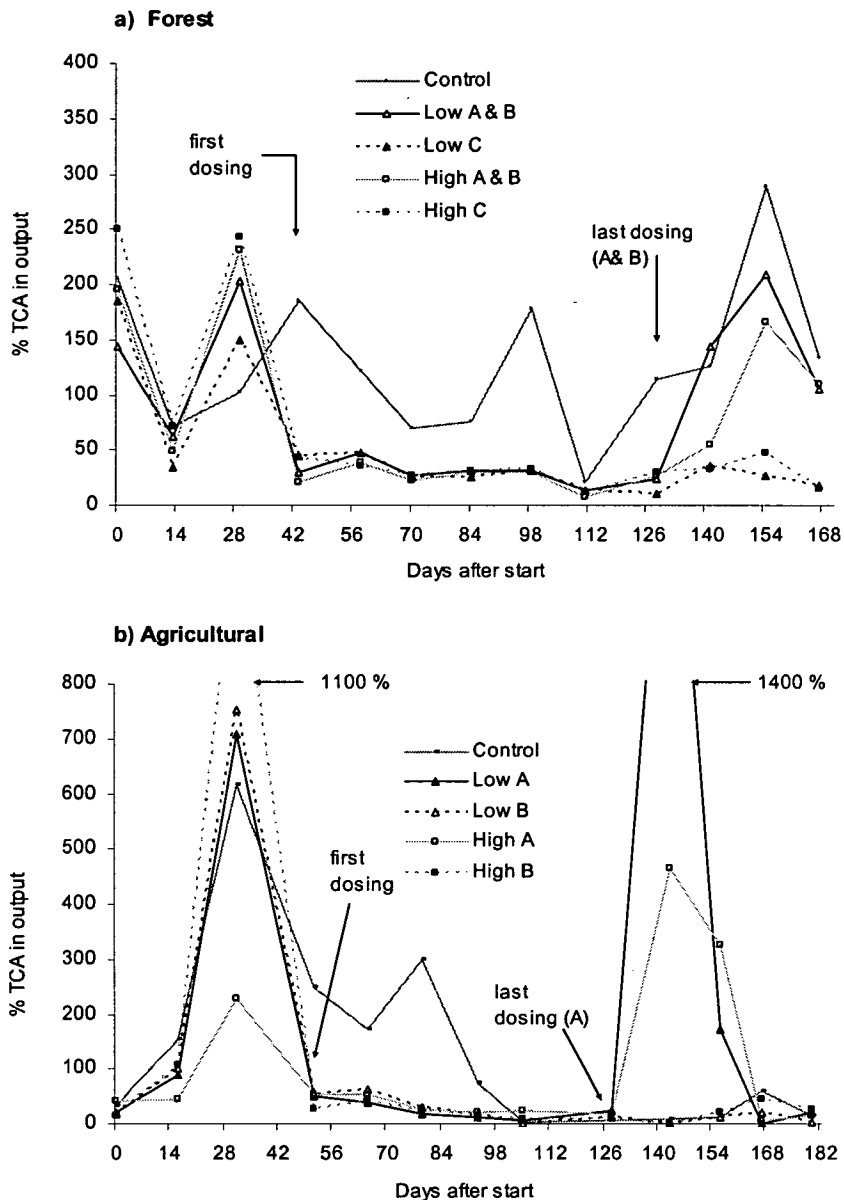 a) Forest
400
350
300
250
200
150
100
50
0
% TCA in output
Control
Low A & B
Low C
High A & B
High C
first
dosing
last dosing
(A& B)
0 14 28 42 56 70 84 98 112 126 140 154 168
Days after start
b) Agricultural
800
700
600
500
400
300
200
100
0
% TCA in output
1100 %
1400 %
Control
Low A
Low B
High A
High B
first
dosing
last
dosing (A)
0 14 28 42 56 70 84 98 112 126 140 154 168 182
Days after start